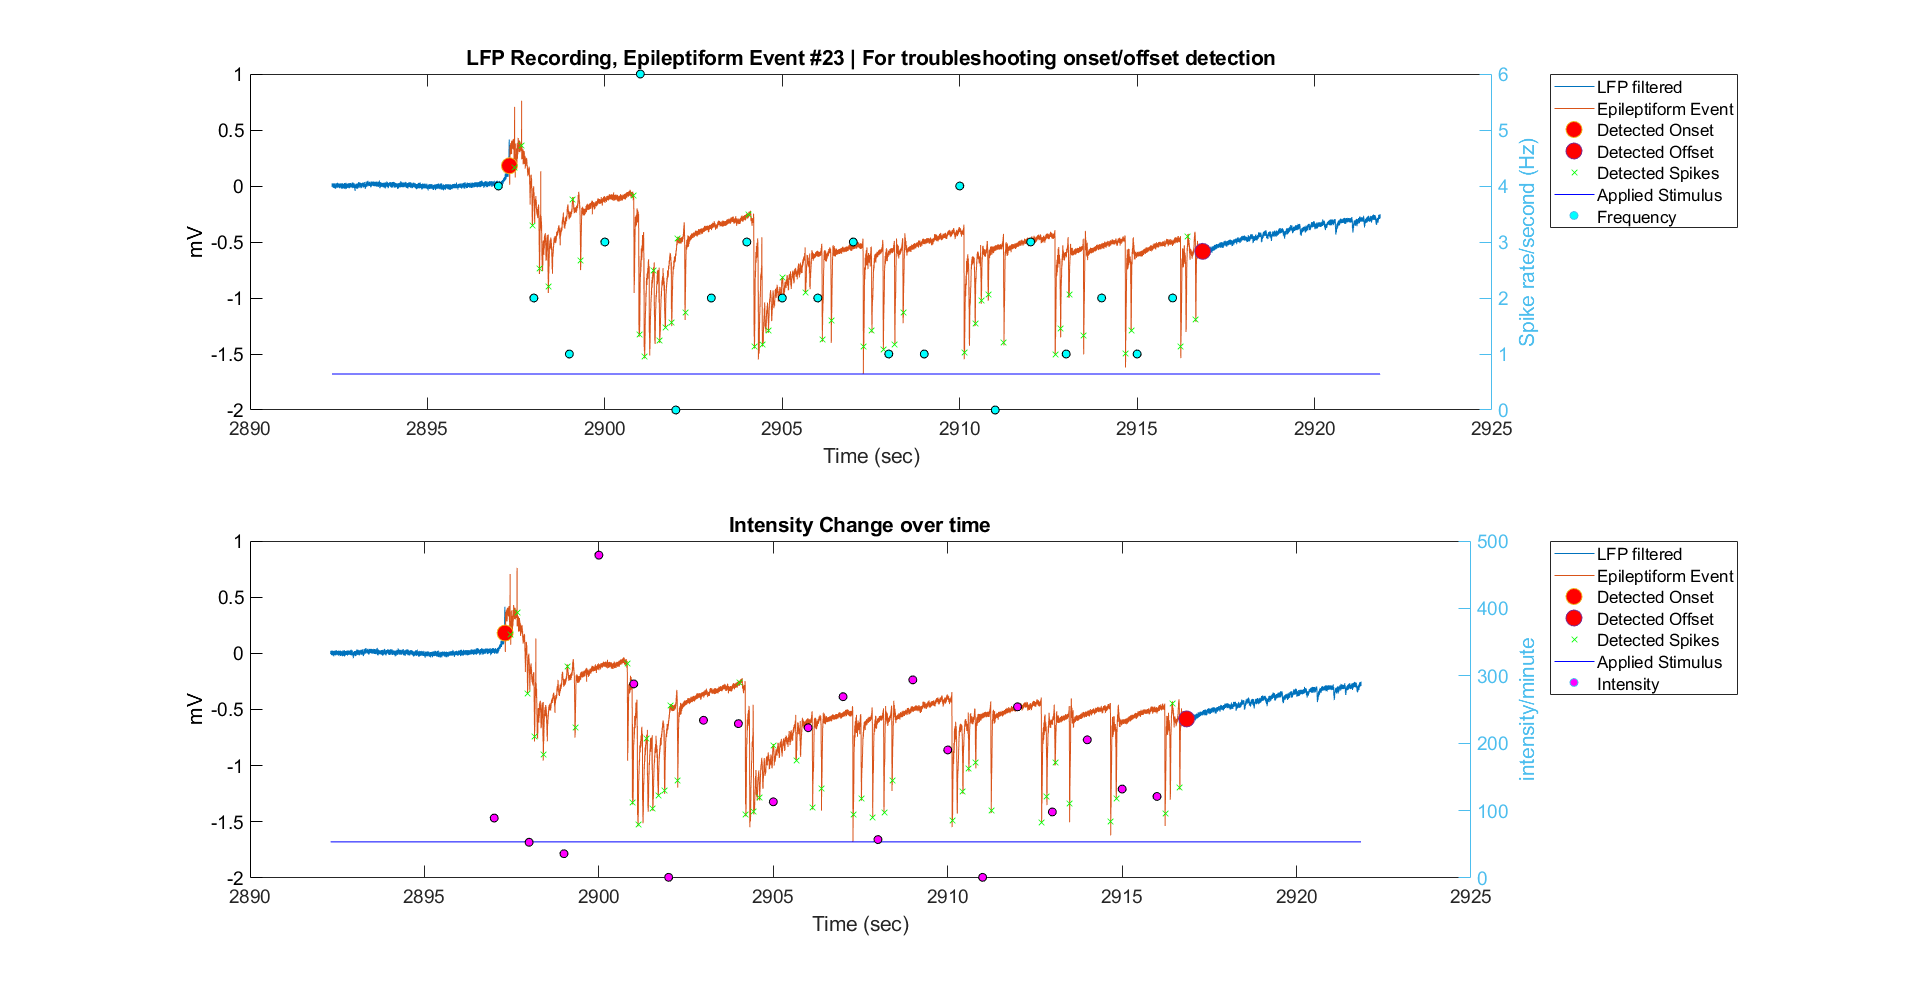 LFP Recording, Epileptiform Event #23 | For troubleshooting onset/offset detection
1
0.5
0
-0.5
-1
-1.5
-2
mV
2890 2895 2900 2905 2910 2915 2920 2925
Time (sec)
6
5
4
3
2
1
0
Spike rate/second (Hz)
LFP filtered
Epileptiform Event
Detected Onset
Detected Offset
Detected Spikes
Applied Stimulus
Frequency
Intensity Change over time
1
0.5
0
-0.5
-1
-1.5
-2
mV
2890 2895 2900 2905 2910 2915 2920 2925
Time (sec)
500
400
300
200
100
0
intensity/minute
LFP filtered
Epileptiform Event
Detected Onset
Detected Offset
Detected Spikes
Applied Stimulus
Intensity